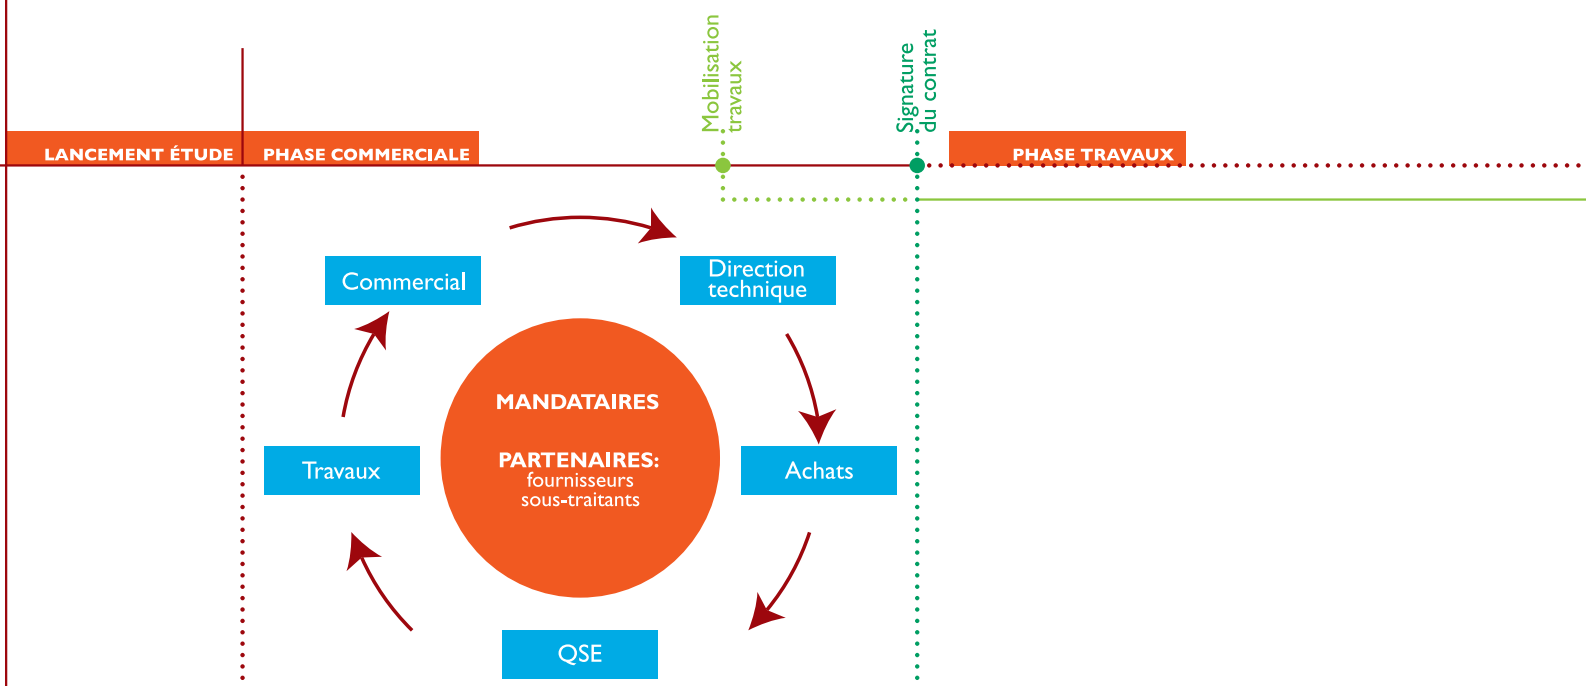 Mobilisation
travaux
Signature
du contrat
LANCEMENT ÉTUDE
PHASE COMMERCIALE
PHASE TRAVAUX
Commercial
Direction
technique
MANDATAIRES
PARTENAIRES:
fournisseurs
sous-traitants
Travaux
Achats
QSE